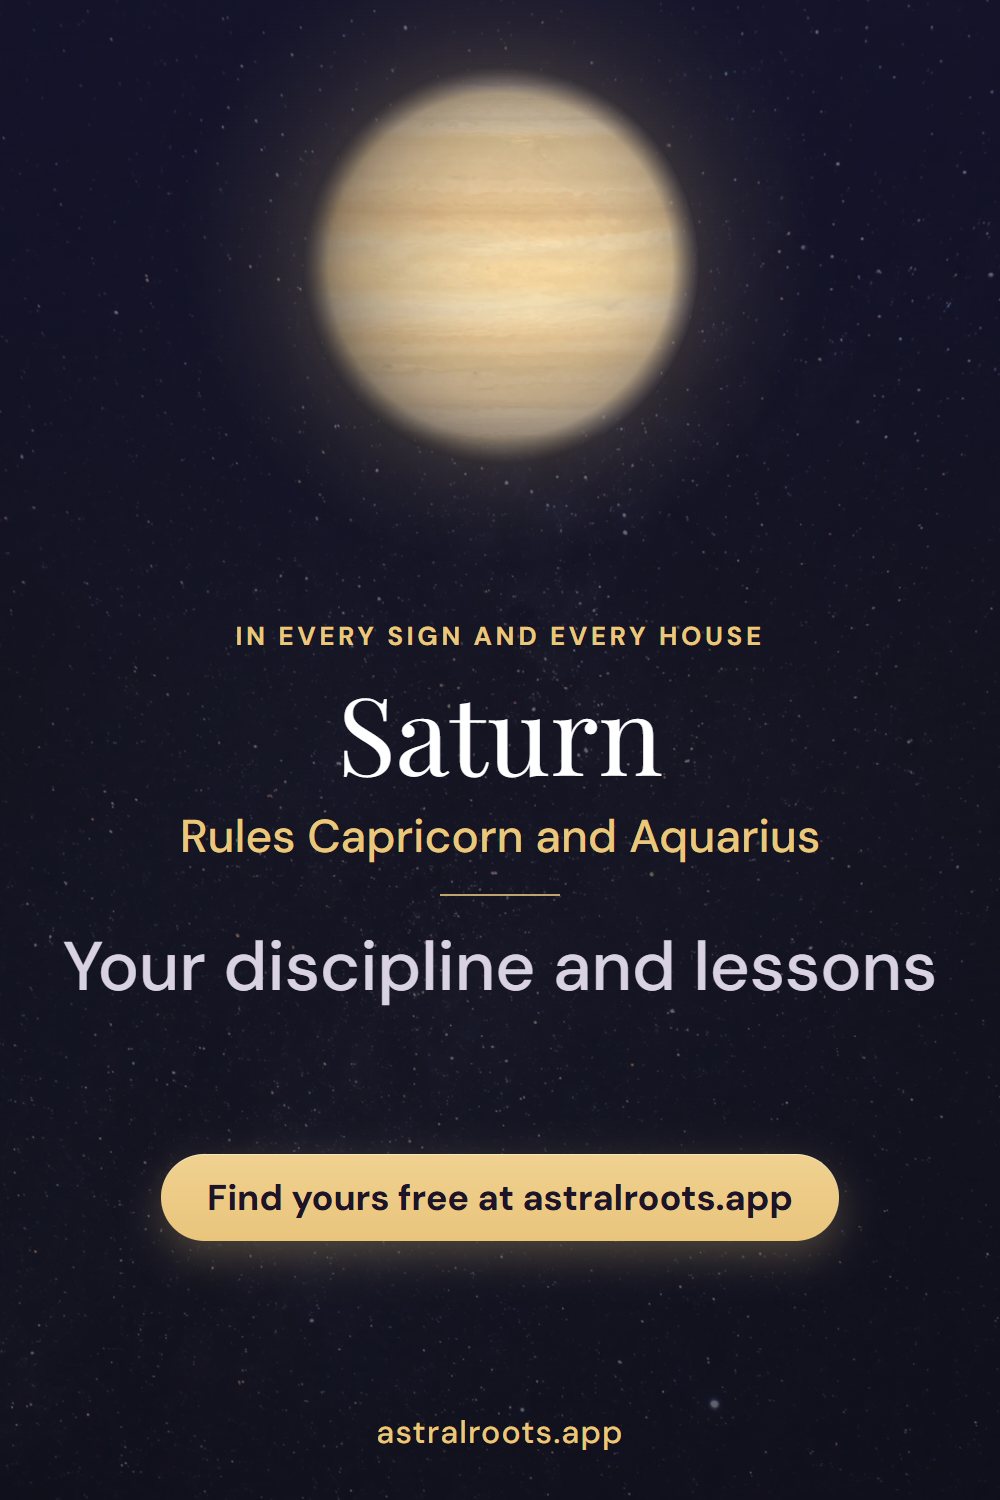 IN EVERY SIGN AND EVERY HOUSE
Saturn
Rules Capricorn and Aquarius
Your discipline and lessons
Find yours free at astralroots.app
astralroots.app